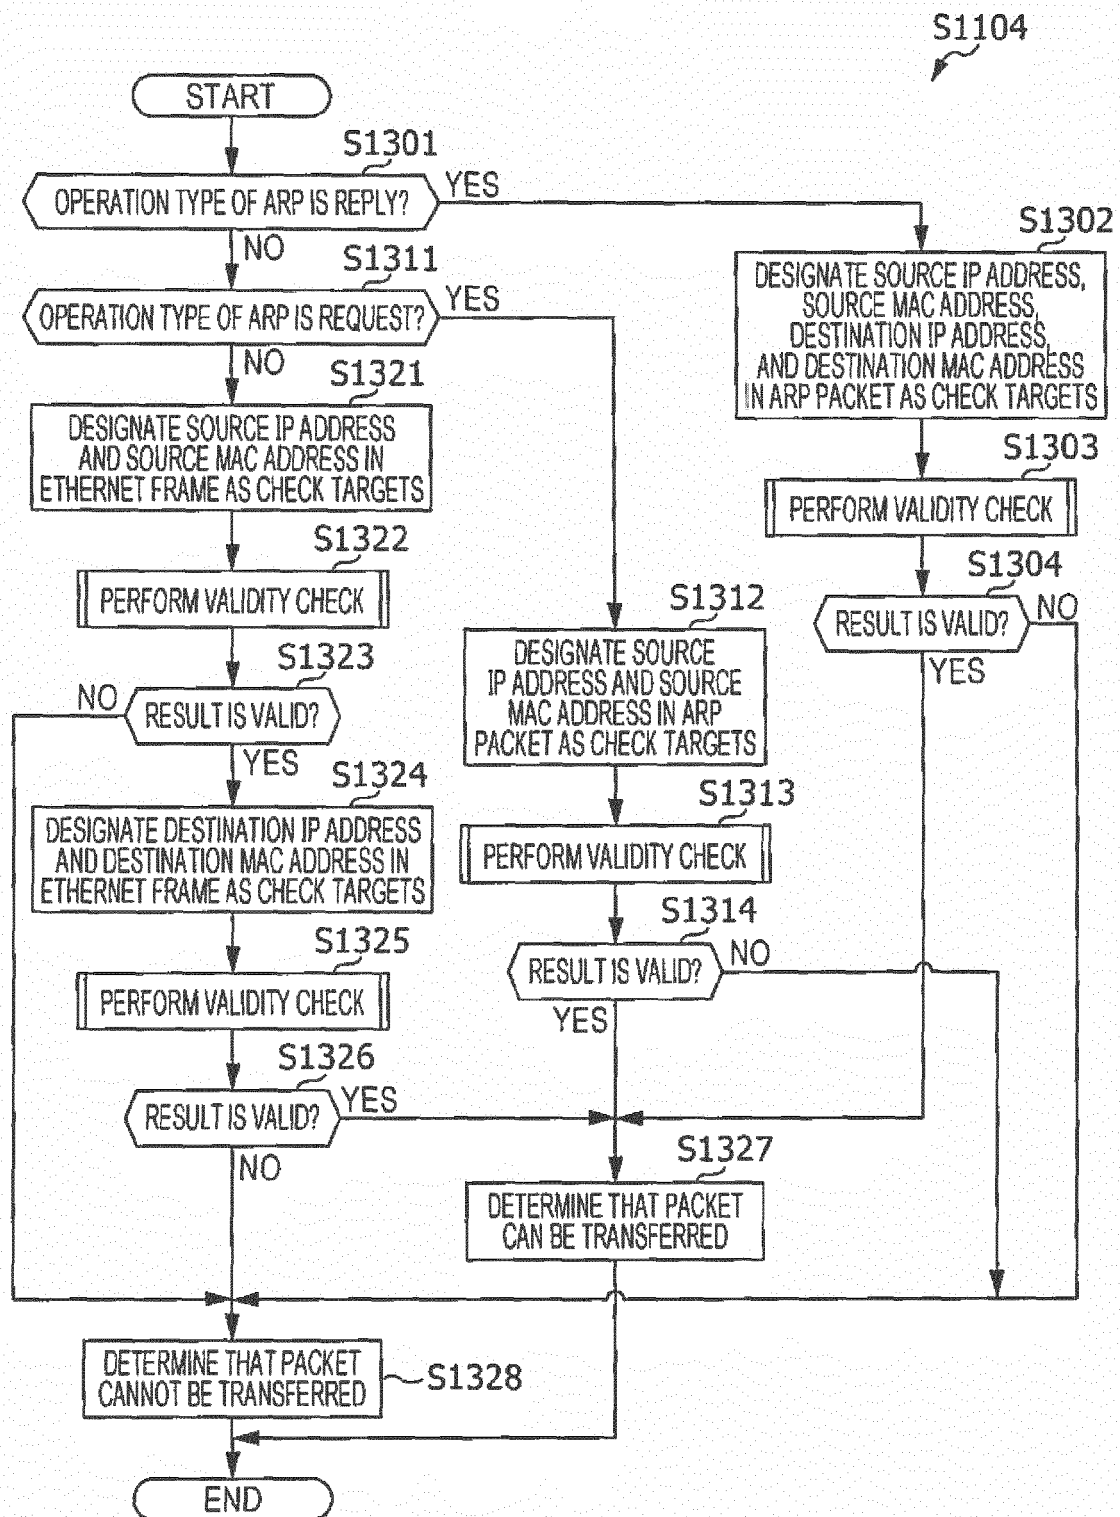 S1104
START
S1301
OPERATION TYPE OF ARP IS REPLY?
YES
NO
S1302
DESIGNATE SOURCE IP ADDRESS,
SOURCE MAC ADDRESS,
DESTINATION IP ADDRESS,
AND DESTINATION MAC ADDRESS
IN ARP PACKET AS CHECK TARGETS
S1311
OPERATION TYPE OF ARP IS REQUEST?
YES
NO
S1321
DESIGNATE SOURCE IP ADDRESS
AND SOURCE MAC ADDRESS IN
ETHERNET FRAME AS CHECK TARGETS
S1303
PERFORM VALIDITY CHECK
S1322
PERFORM VALIDITY CHECK
S1304
RESULT IS VALID?
NO
YES
S1312
DESIGNATE SOURCE
IP ADDRESS AND SOURCE
MAC ADDRESS IN ARP
PACKET AS CHECK TARGETS
S1323
NO
RESULT IS VALID?
YES
S1324
DESIGNATE DESTINATION IP ADDRESS
AND DESTINATION MAC ADDRESS IN
ETHERNET FRAME AS CHECK TARGETS
S1313
PERFORM VALIDITY CHECK
S1314
RESULT IS VALID?
NO
YES
S1325
PERFORM VALIDITY CHECK
S1326
RESULT IS VALID?
YES
NO
S1327
DETERMINE THAT PACKET
CAN BE TRANSFERRED
DETERMINE THAT PACKET
CANNOT BE TRANSFERRED
S1328
END